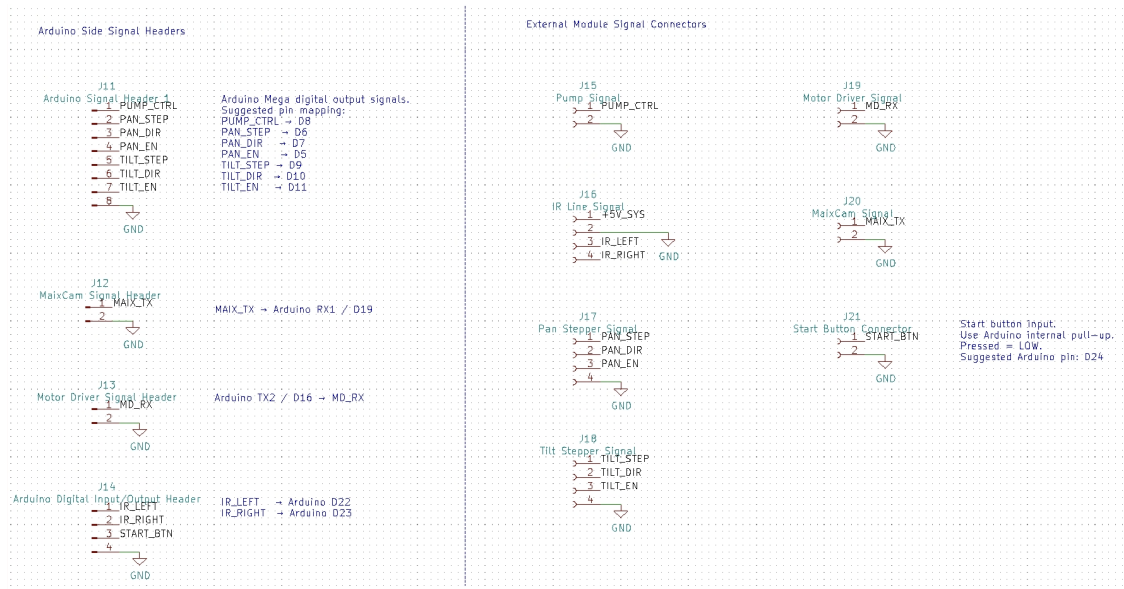 Arduino Side Signal Headers
External Module Signal Connectors
J11
Arduino Signal Header 1
1 PUMP_CTRL
2 PAN_STEP
3 PAN_DIR
4 PAN_EN
5 TILT_STEP
6 TILT_DIR
7 TILT_EN
8
GND
Arduino Mega digital output signals.
Suggested pin mapping:
PUMP_CTRL → D8
PAN_STEP → D6
PAN_DIR → D7
PAN_EN → D5
TILT_STEP → D9
TILT_DIR → D10
TILT_EN → D11
J12
MaixCam Signal Header
1 MAIX_TX
2
GND
MAIX_TX → Arduino RX1 / D19
J13
Motor Driver Signal Header
1 MD_RX
2
GND
Arduino TX2 / D16 → MD_RX
J14
Arduino Digital Input/Output Header
1 IR_LEFT
2 IR_RIGHT
3 START_BTN
4
GND
IR_LEFT → Arduino D22
IR_RIGHT → Arduino D23
J15
Pump Signal
1 PUMP_CTRL
2
GND
J16
IR Line Signal
1 +5V_SYS
2
3 IR_LEFT
4 IR_RIGHT
GND
J17
Pan Stepper Signal
1 PAN_STEP
2 PAN_DIR
3 PAN_EN
4
GND
J18
Tilt Stepper Signal
1 TILT_STEP
2 TILT_DIR
3 TILT_EN
4
GND
J19
Motor Driver Signal
1 MD_RX
2
GND
J20
MaixCam Signal
1 MAIX_TX
2
GND
J21
Start Button Connector
1 START_BTN
2
GND
Start button input.
Use Arduino internal pull-up.
Pressed = LOW.
Suggested Arduino pin: D24